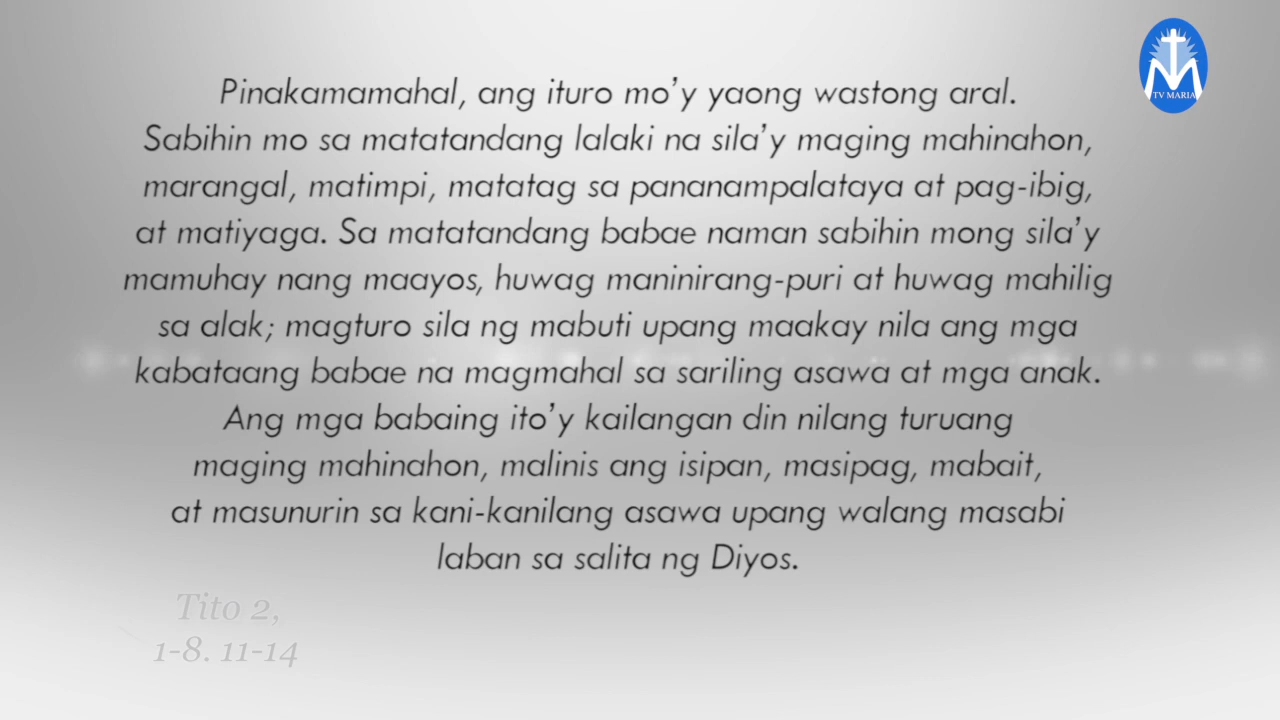 Pinakamamahal, ang ituro mo’y yaong wastong aral.
Sabihin mo sa matatandang lalaki na sila’y maging mahinahon,
marangal, matimpi, matatag sa pananampalataya at pag-ibig,
at matiyaga. Sa matatandang babae naman sabihin mong sila’y
mamuhay nang maayos, huwag maninirang-puri at huwag mahilig
sa alak; magturo sila ng mabuti upang maakay nila ang mga
kabataang babae na magmahal sa sariling asawa at mga anak.
Ang mga babaing ito’y kailangan din nilang turuang
maging mahinahon, malinis ang isipan, masipag, mabait,
at masunurin sa kani-kanilang asawa upang walang masabi
laban sa salita ng Diyos.
Tito 2,
1-8. 11-14
TV MARIA